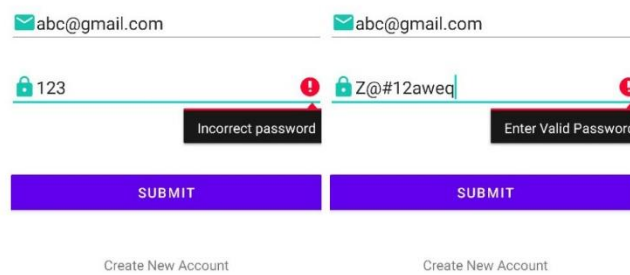 abc@gmail.com
123
Incorrect password
SUBMIT
Create New Account
abc@gmail.com
Z@#12aweq
Enter Valid Password
SUBMIT
Create New Account